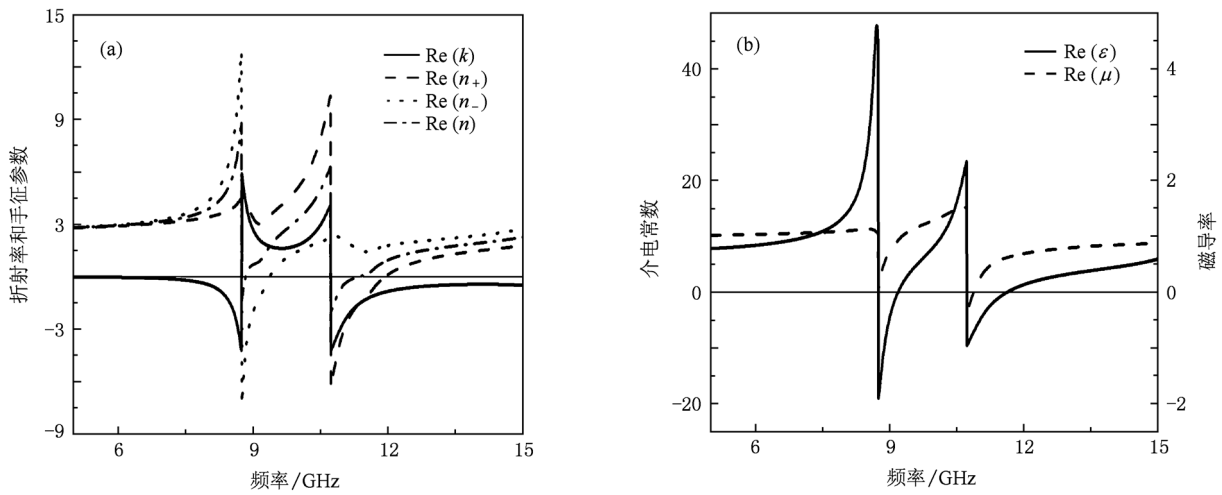 15
9
3
−3
−9
6
9
12
15
(a)
Re (k)
Re (n₊)
Re (n₋)
Re (n)
折射率和手征参数
频率/GHz
40
20
0
−20
4
2
0
−2
6
9
12
15
(b)
Re (ε)
Re (μ)
介电常数
磁导率
频率/GHz